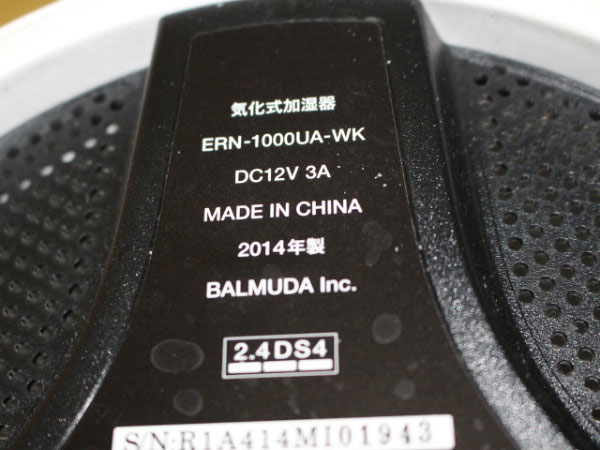 気化式加湿器
ERN-1000UA-WK
DC12V 3A
MADE IN CHINA
2014年製
BALMUDA Inc.
2.4DS4
S/N:R1A414MI01943